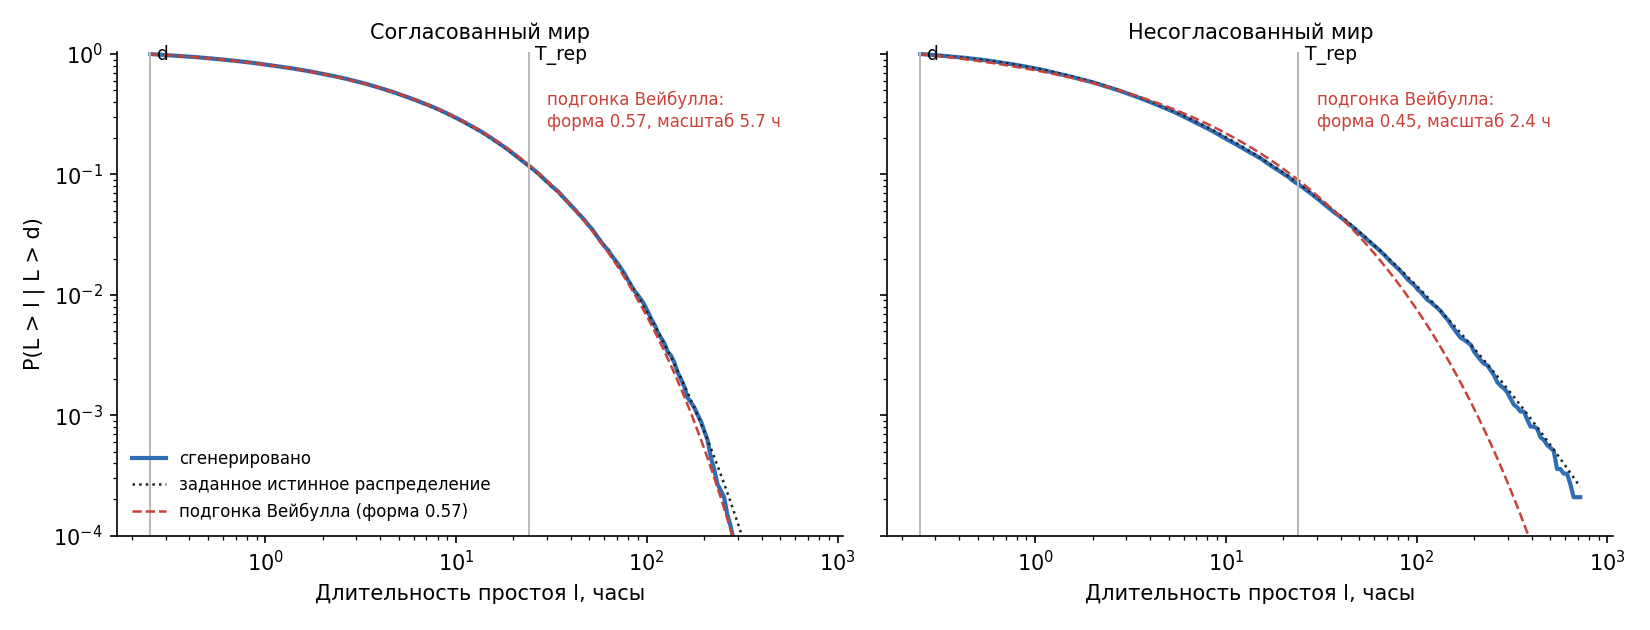 Согласованный мир
d
T_rep
подгонка Вейбулла:
форма 0.57, масштаб 5.7 ч
10⁰
10⁻¹
10⁻²
10⁻³
10⁻⁴
P(L > l | L > d)
сгенерировано
заданное истинное распределение
подгонка Вейбулла (форма 0.57)
10⁰
10¹
10²
10³
Длительность простоя l, часы
Несогласованный мир
d
T_rep
подгонка Вейбулла:
форма 0.45, масштаб 2.4 ч
10⁰
10¹
10²
10³
Длительность простоя l, часы